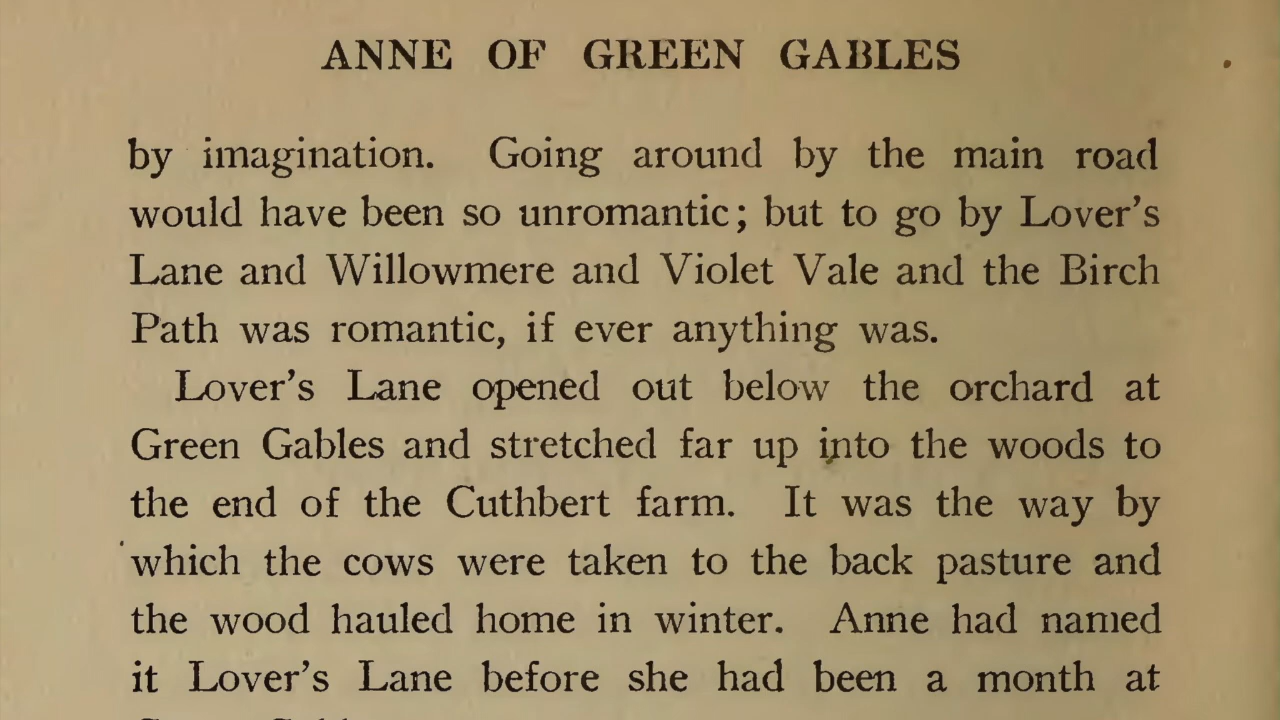 ANNE OF GREEN GABLES
by imagination. Going around by the main road
would have been so unromantic; but to go by Lover's
Lane and Willowmere and Violet Vale and the Birch
Path was romantic, if ever anything was.
Lover's Lane opened out below the orchard at
Green Gables and stretched far up into the woods to
the end of the Cuthbert farm. It was the way by
which the cows were taken to the back pasture and
the wood hauled home in winter. Anne had named
it Lover's Lane before she had been a month at